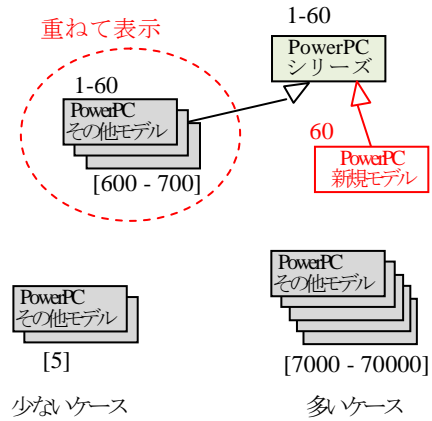 重ねて表示
1-60
PowerPC
シリーズ
1-60
PowerPC
その他モデル
[600 - 700]
60
PowerPC
新規モデル
PowerPC
その他モデル
[5]
少ないケース
PowerPC
その他モデル
[7000 - 70000]
多いケース